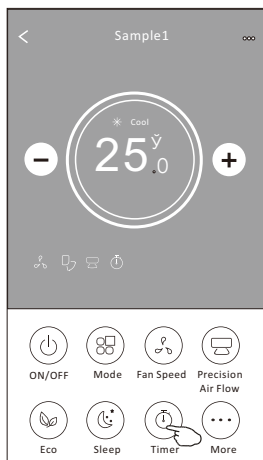 Sample1
Cool
25.0
ў
ON/OFF
Mode
Fan Speed
Precision
Air Flow
Eco
Sleep
Timer
More